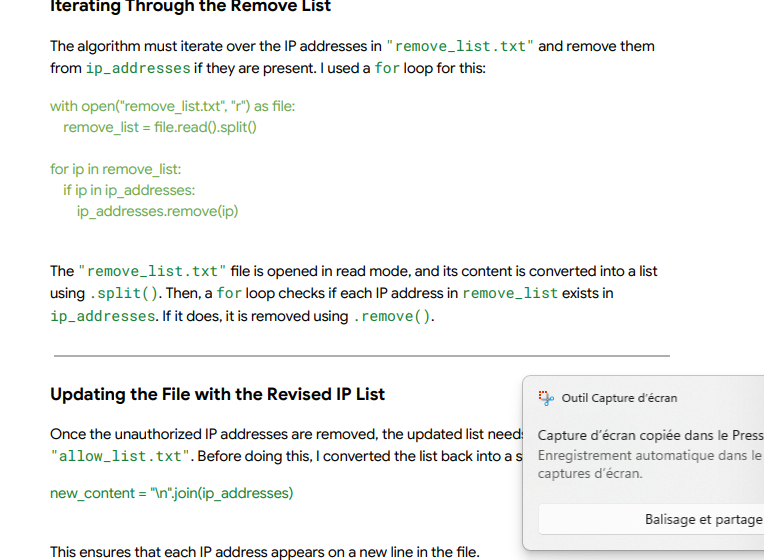 Iterating Through the Remove List
The algorithm must iterate over the IP addresses in "remove_list.txt" and remove them
from ip_addresses if they are present. I used a for loop for this:
with open("remove_list.txt", "r") as file:
remove_list = file.read().split()
for ip in remove_list:
if ip in ip_addresses:
ip_addresses.remove(ip)
The "remove_list.txt" file is opened in read mode, and its content is converted into a list
using .split(). Then, a for loop checks if each IP address in remove_list exists in
ip_addresses. If it does, it is removed using .remove().
Updating the File with the Revised IP List
Once the unauthorized IP addresses are removed, the updated list needs
"allow_list.txt". Before doing this, I converted the list back into a s
new_content = "\n".join(ip_addresses)
This ensures that each IP address appears on a new line in the file.
Outil Capture d'écran
Capture d'écran copiée dans le Press
Enregistrement automatique dans le
captures d'écran.
Balisage et partage